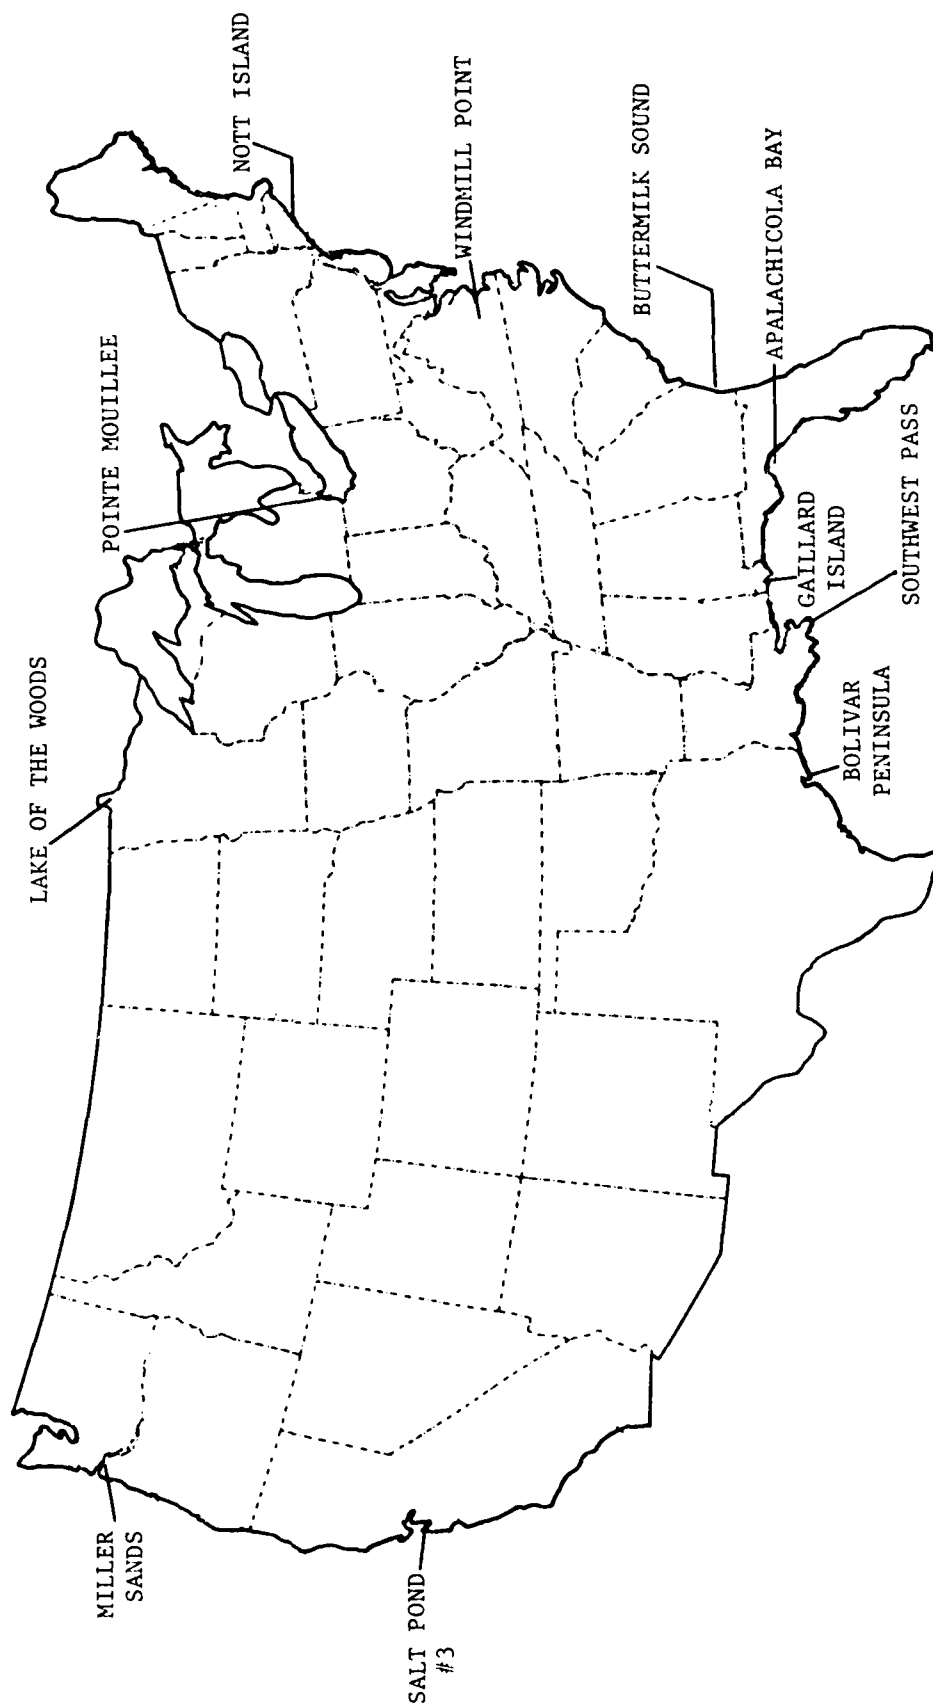 LAKE OF THE WOODS
POINTE MOUILLEE
NOTT ISLAND
MILLER
SANDS
WINDMILL POINT
SALT POND
#3
BUTTERMILK SOUND
APALACHICOLA BAY
GAILLARD
ISLAND
SOUTHWEST PASS
BOLIVAR
PENINSULA